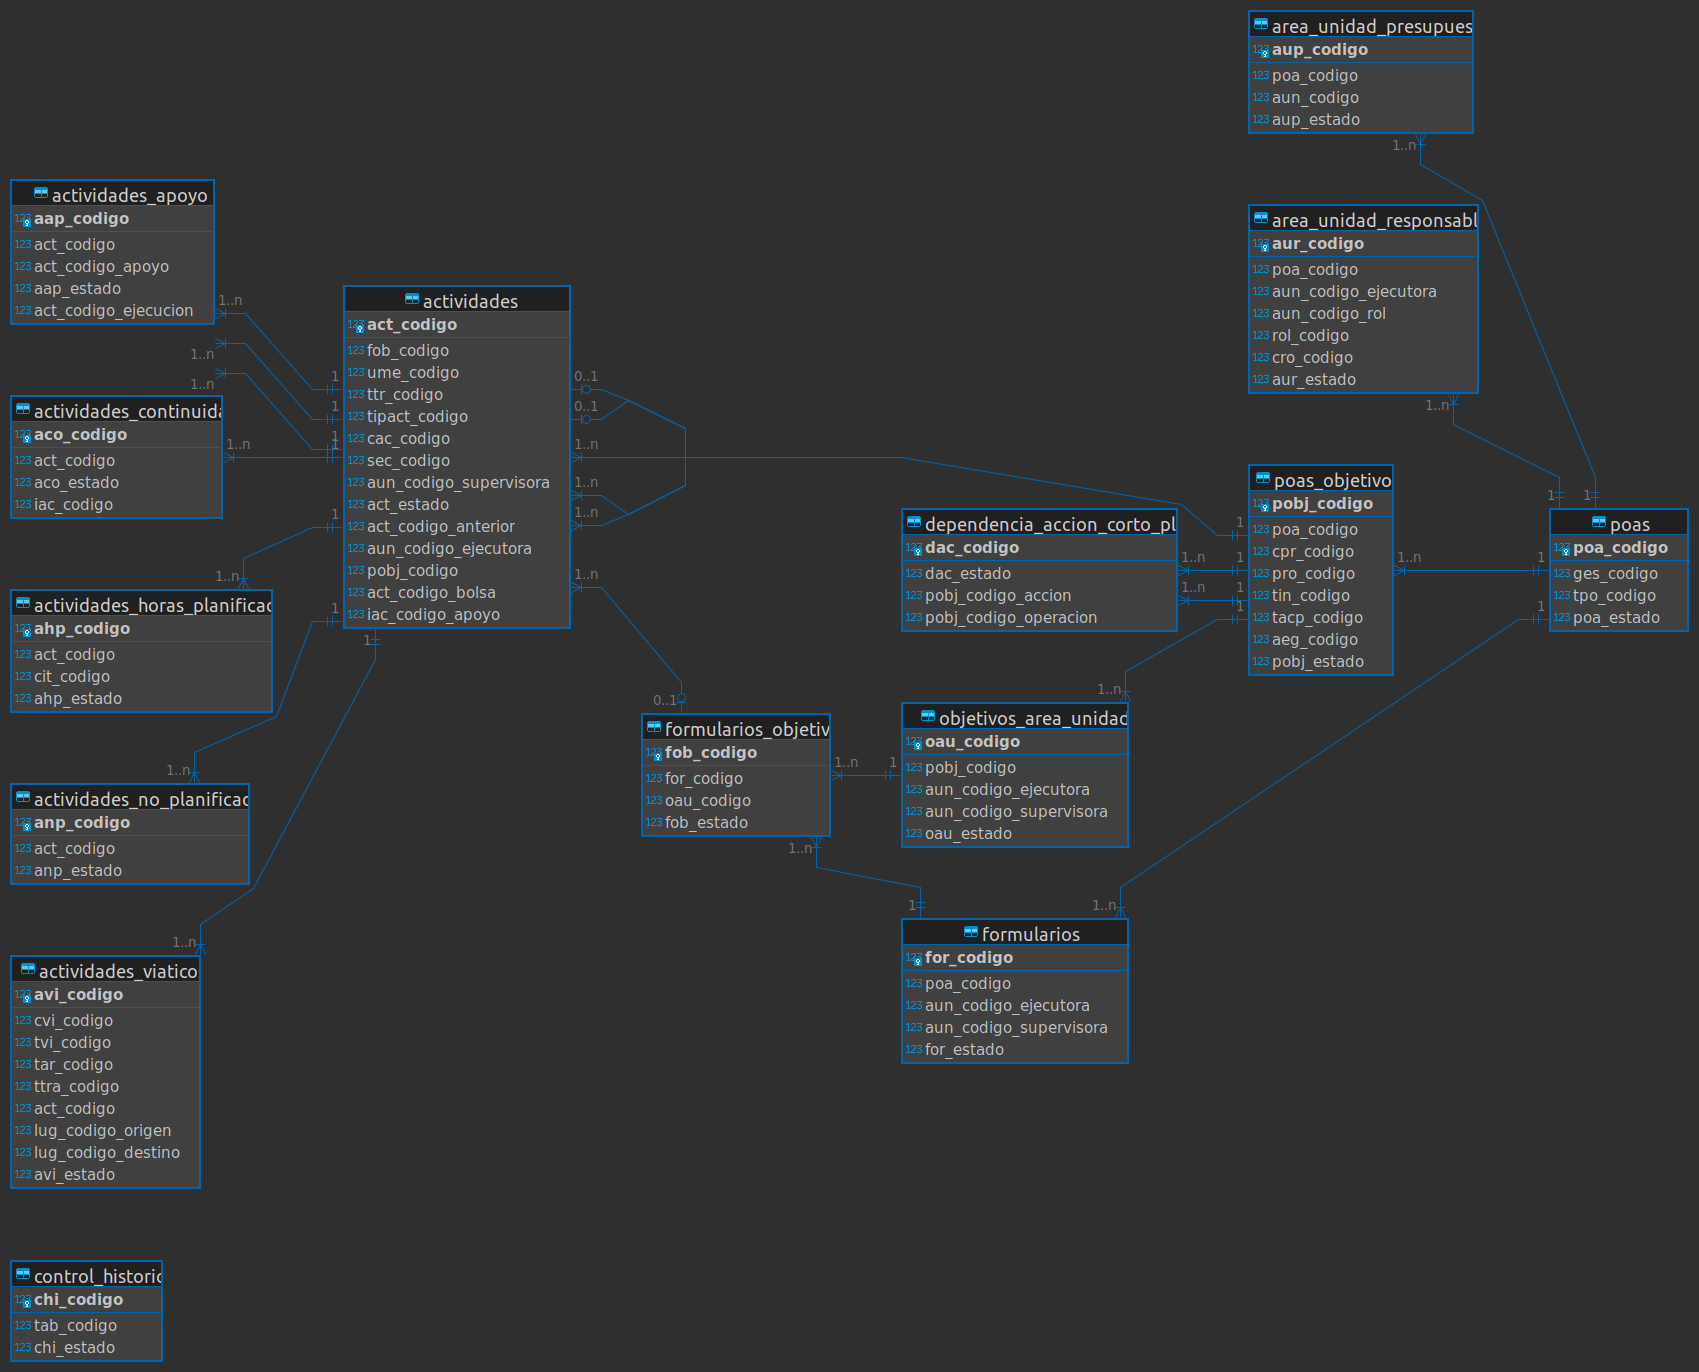 area_unidad_presupues
123 aup_codigo
123 poa_codigo
123 aun_codigo
123 aup_estado
1..n
actividades_apoyo
123 aap_codigo
123 act_codigo
123 act_codigo_apoyo
123 aap_estado
123 act_codigo_ejecucion
1..n
1..n
1..n
area_unidad_responsabl
123 aur_codigo
123 poa_codigo
123 aun_codigo_ejecutora
123 aun_codigo_rol
123 rol_codigo
123 cro_codigo
123 aur_estado
1..n
actividades
123 act_codigo
123 fob_codigo
123 ume_codigo
123 ttr_codigo
123 tipact_codigo
123 cac_codigo
123 sec_codigo
123 aun_codigo_supervisora
123 act_estado
123 act_codigo_anterior
123 aun_codigo_ejecutora
123 pobj_codigo
123 act_codigo_bolsa
123 iac_codigo_apoyo
1
1
1
1
1
1
1
0..1
0..1
1..n
1..n
1..n
1..n
actividades_continuida
123 aco_codigo
123 act_codigo
123 aco_estado
123 iac_codigo
1..n
poas_objetivo
123 pobj_codigo
123 poa_codigo
123 cpr_codigo
123 pro_codigo
123 tin_codigo
123 tacp_codigo
123 aeg_codigo
123 pobj_estado
1
1
1
1
1..n
poas
123 poa_codigo
123 ges_codigo
123 tpo_codigo
123 poa_estado
1
1
1
1
dependencia_accion_corto_pl
123 dac_codigo
123 dac_estado
123 pobj_codigo_accion
123 pobj_codigo_operacion
1..n
1..n
actividades_horas_planificac
123 ahp_codigo
123 act_codigo
123 cit_codigo
123 ahp_estado
1..n
formularios_objetiv
123 fob_codigo
123 for_codigo
123 oau_codigo
123 fob_estado
0..1
1..n
1..n
objetivos_area_unidad
123 oau_codigo
123 pobj_codigo
123 aun_codigo_ejecutora
123 aun_codigo_supervisora
123 oau_estado
1..n
1
actividades_no_planificac
123 anp_codigo
123 act_codigo
123 anp_estado
1..n
formularios
123 for_codigo
123 poa_codigo
123 aun_codigo_ejecutora
123 aun_codigo_supervisora
123 for_estado
1
1..n
actividades_viatico
123 avi_codigo
123 cvi_codigo
123 tvi_codigo
123 tar_codigo
123 ttra_codigo
123 act_codigo
123 lug_codigo_origen
123 lug_codigo_destino
123 avi_estado
1..n
control_historic
123 chi_codigo
123 tab_codigo
123 chi_estado